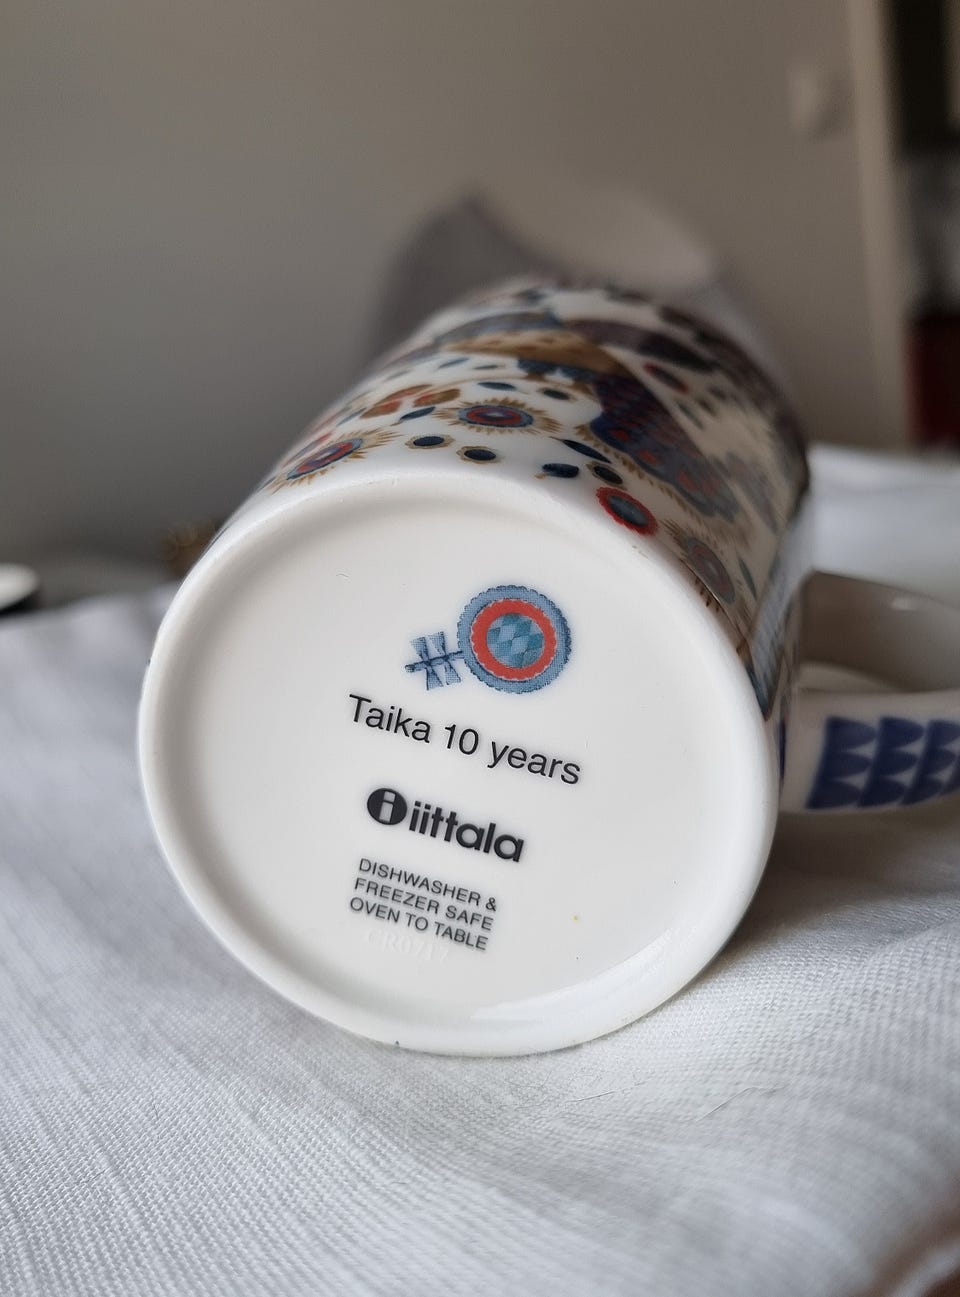 Taika 10 years
iittala
DISHWASHER &
FREEZER SAFE
OVEN TO TABLE